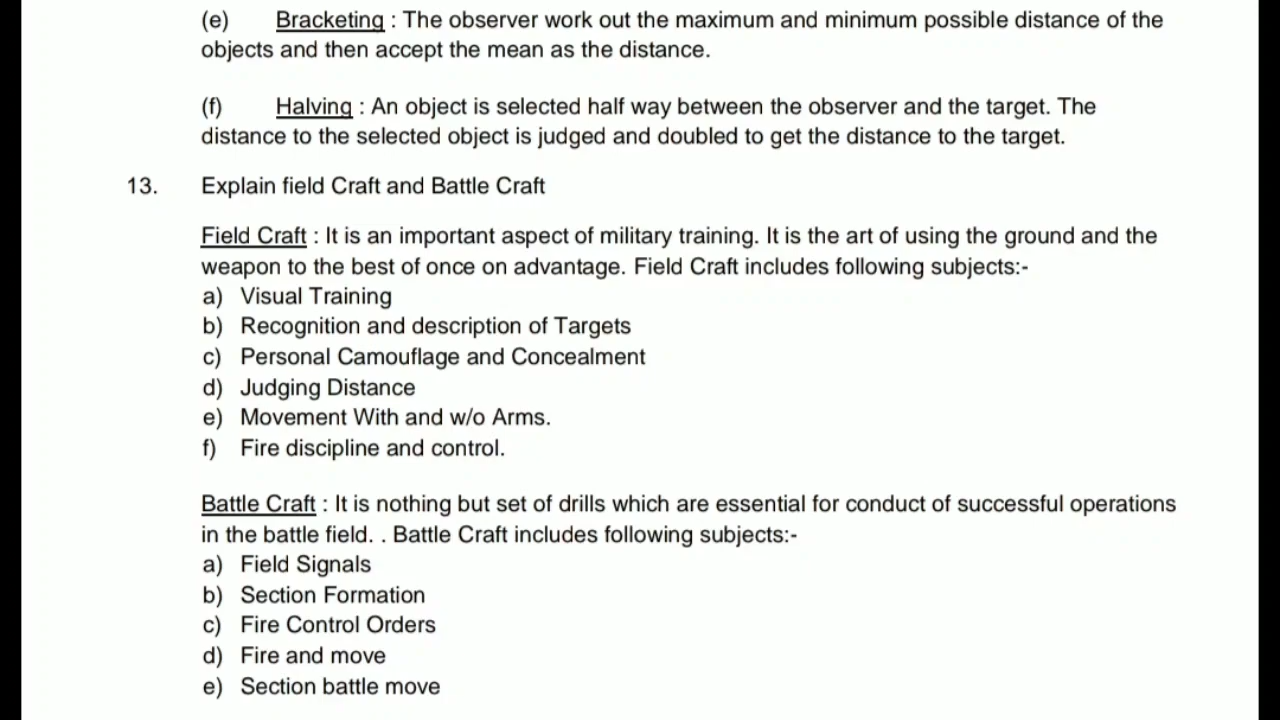 (e) Bracketing : The observer work out the maximum and minimum possible distance of the
objects and then accept the mean as the distance.
(f) Halving : An object is selected half way between the observer and the target. The
distance to the selected object is judged and doubled to get the distance to the target.
13. Explain field Craft and Battle Craft
Field Craft : It is an important aspect of military training. It is the art of using the ground and the
weapon to the best of once on advantage. Field Craft includes following subjects:-
a) Visual Training
b) Recognition and description of Targets
c) Personal Camouflage and Concealment
d) Judging Distance
e) Movement With and w/o Arms.
f) Fire discipline and control.
Battle Craft : It is nothing but set of drills which are essential for conduct of successful operations
in the battle field. . Battle Craft includes following subjects:-
a) Field Signals
b) Section Formation
c) Fire Control Orders
d) Fire and move
e) Section battle move